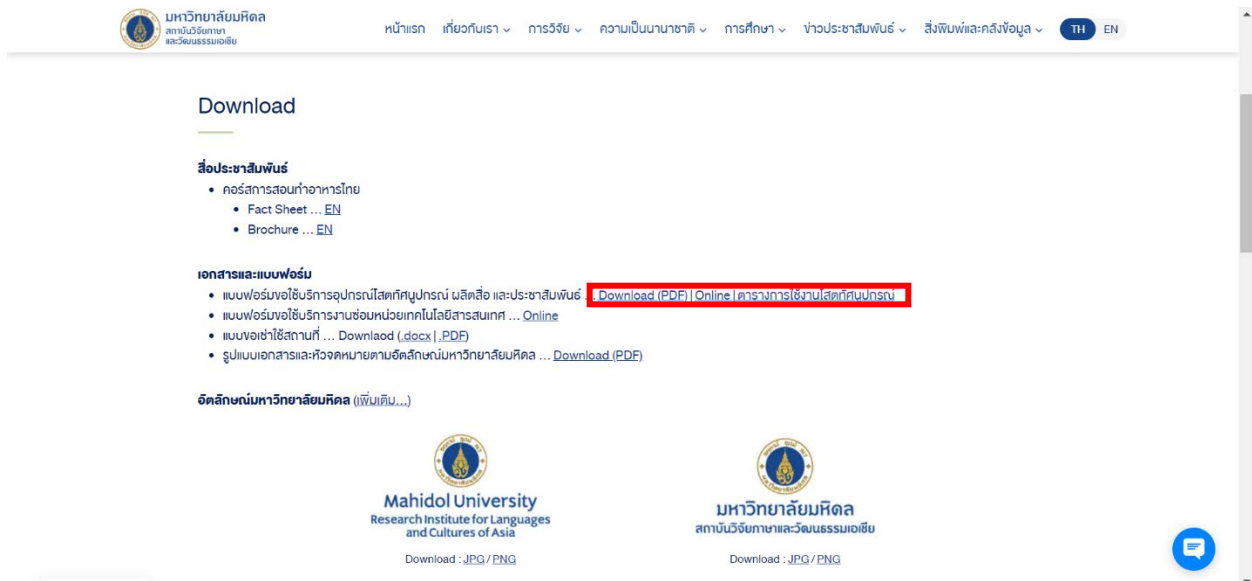 มหาวิทยาลัยมหิดล
สถาบันวิจัยภาษา
และวัฒนธรรมเอเชีย
หน้าแรก เกี่ยวกับเรา การวิจัย ความเป็นนานาชาติ การศึกษา ข่าวประชาสัมพันธ์ สิ่งพิมพ์และคลังข้อมูล TH EN
Download
สื่อประชาสัมพันธ์
• คอร์สการสอนทำอาหารไทย
• Fact Sheet … EN
• Brochure … EN
เอกสารและแบบฟอร์ม
• แบบฟอร์มขอใช้บริการอุปกรณ์โสตทัศนูปกรณ์ ผลิตสื่อ และประชาสัมพันธ์ … Download (PDF) | Online | ตารางการใช้งานโสตทัศนูปกรณ์
• แบบฟอร์มขอใช้บริการงานซ่อมหน่วยเทคโนโลยีสารสนเทศ … Online
• แบบขอเช่าใช้สถานที่ … Downlaod (.docx | .PDF)
• รูปแบบเอกสารและหัวจดหมายตามอัตลักษณ์มหาวิทยาลัยมหิดล … Download (PDF)
อัตลักษณ์มหาวิทยาลัยมหิดล (เพิ่มเติม…)
Mahidol University
Research Institute for Languages
and Cultures of Asia
Download : JPG / PNG
มหาวิทยาลัยมหิดล
สถาบันวิจัยภาษาและวัฒนธรรมเอเชีย
Download : JPG / PNG